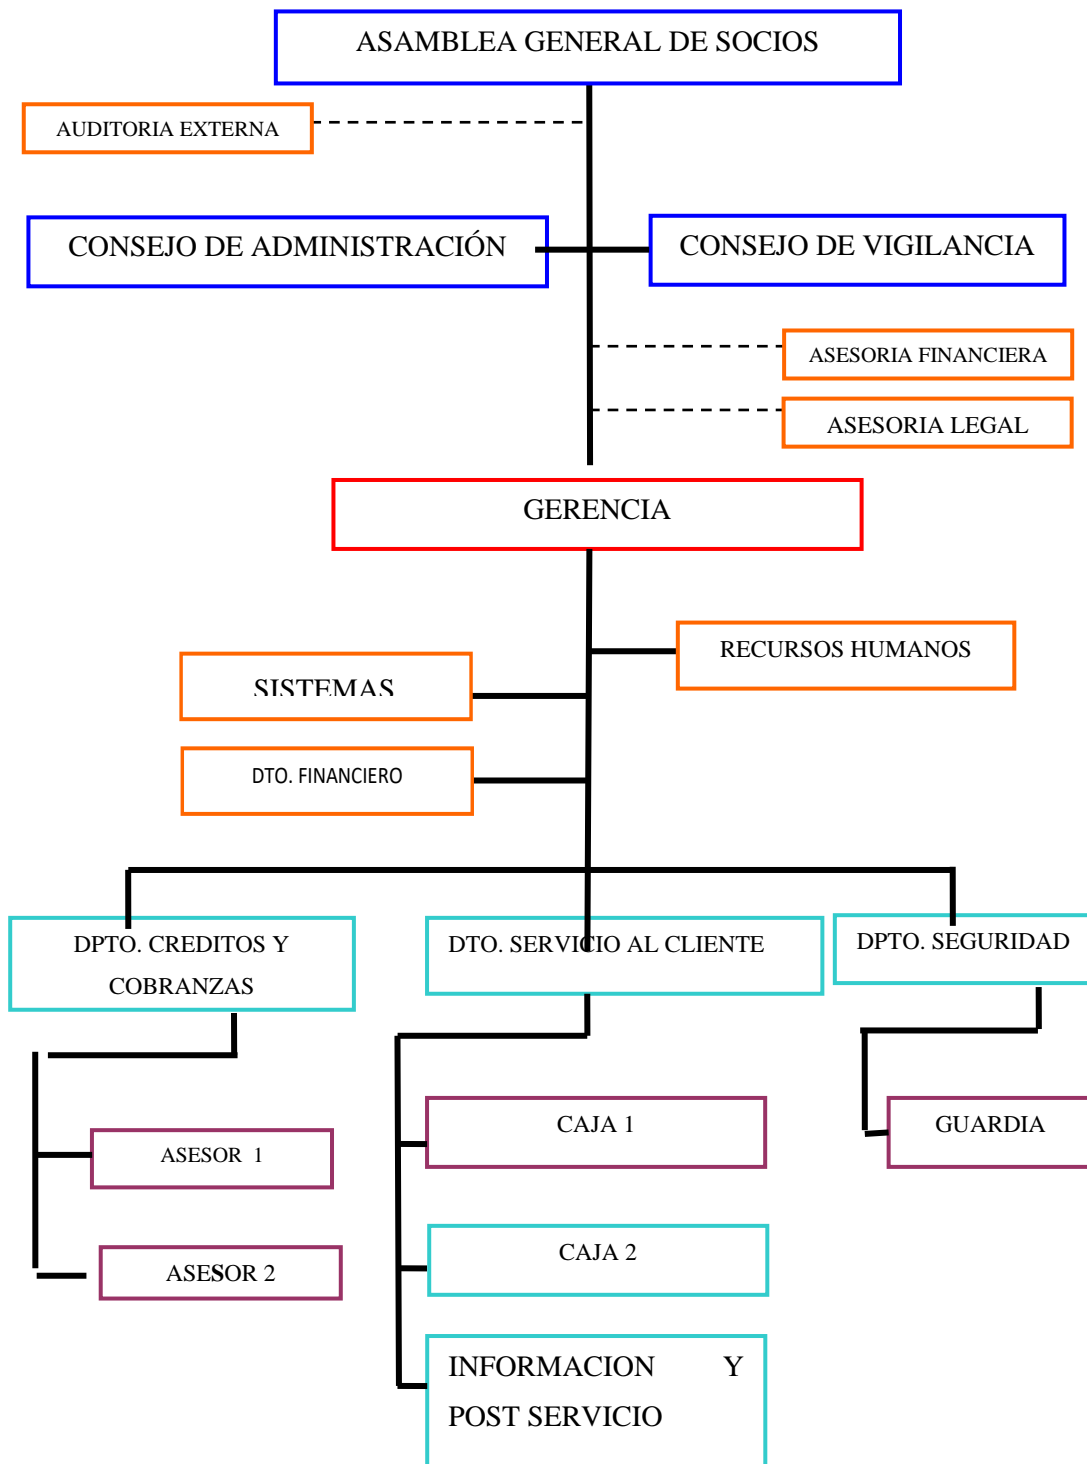 ASAMBLEA GENERAL DE SOCIOS
AUDITORIA EXTERNA
CONSEJO DE ADMINISTRACIÓN
CONSEJO DE VIGILANCIA
ASESORIA FINANCIERA
ASESORIA LEGAL
GERENCIA
RECURSOS HUMANOS
SISTEMAS
DTO. FINANCIERO
DPTO. CREDITOS Y
COBRANZAS
DTO. SERVICIO AL CLIENTE
DPTO. SEGURIDAD
ASESOR 1
ASESOR 2
CAJA 1
CAJA 2
INFORMACION Y
POST SERVICIO
GUARDIA